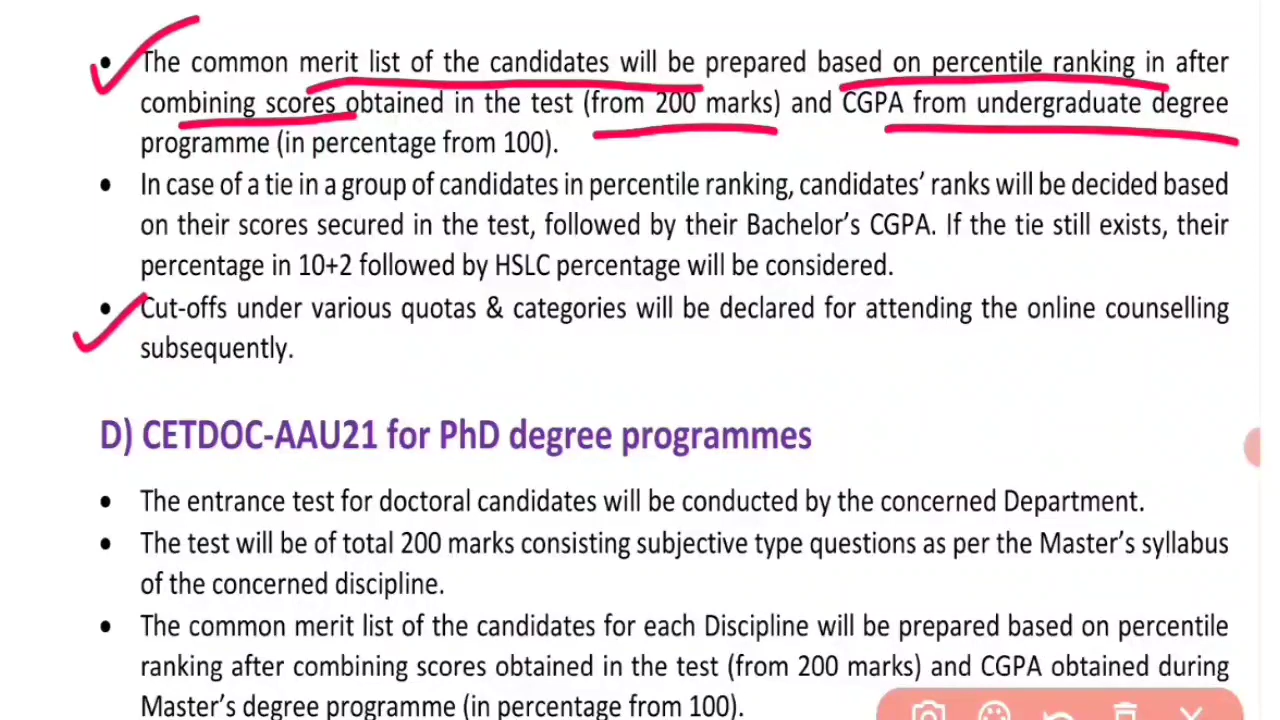 • The common merit list of the candidates will be prepared based on percentile ranking in after
combining scores obtained in the test (from 200 marks) and CGPA from undergraduate degree
programme (in percentage from 100).
• In case of a tie in a group of candidates in percentile ranking, candidates’ ranks will be decided based
on their scores secured in the test, followed by their Bachelor’s CGPA. If the tie still exists, their
percentage in 10+2 followed by HSLC percentage will be considered.
• Cut-offs under various quotas & categories will be declared for attending the online counselling
subsequently.
D) CETDOC-AAU21 for PhD degree programmes
• The entrance test for doctoral candidates will be conducted by the concerned Department.
• The test will be of total 200 marks consisting subjective type questions as per the Master’s syllabus
of the concerned discipline.
• The common merit list of the candidates for each Discipline will be prepared based on percentile
ranking after combining scores obtained in the test (from 200 marks) and CGPA obtained during
Master’s degree programme (in percentage from 100).